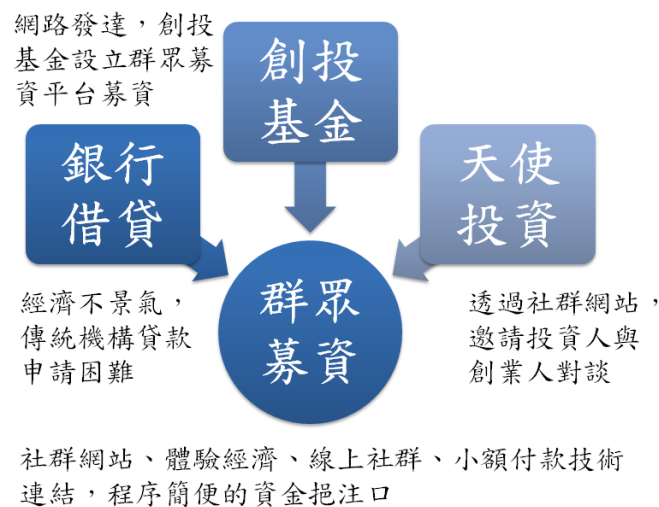 網路發達，創投
基金設立群眾募
資平台募資
創投
基金
銀行
借貸
天使
投資
群眾
募資
經濟不景氣，
傳統機構貸款
申請困難
透過社群網站，
邀請投資人與
創業人對談
社群網站、體驗經濟、線上社群、小額付款技術
連結，程序簡便的資金挹注口